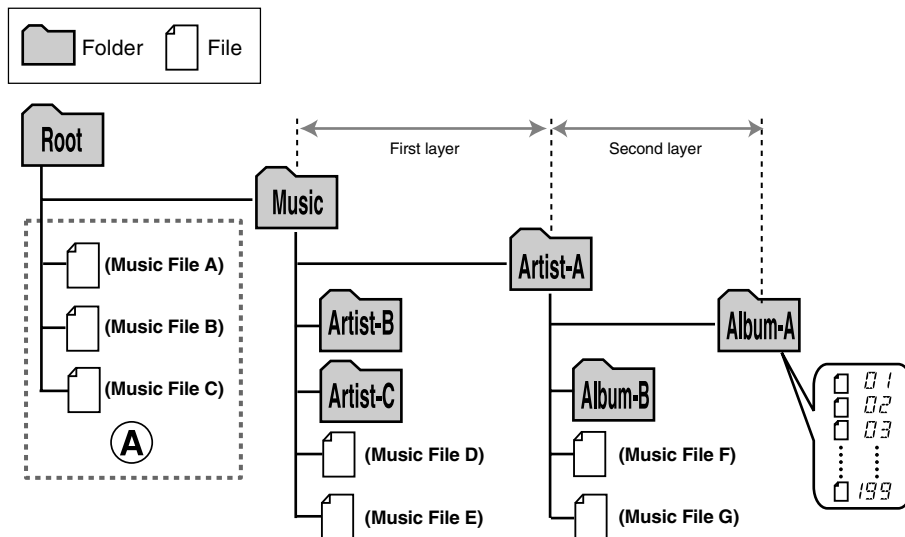 Folder
File
Root
First layer
Second layer
Music
(Music File A)
Artist-A
(Music File B)
Artist-B
Album-A
(Music File C)
Artist-C
Album-B
01
02
03
199
A
(Music File D)
(Music File F)
(Music File E)
(Music File G)